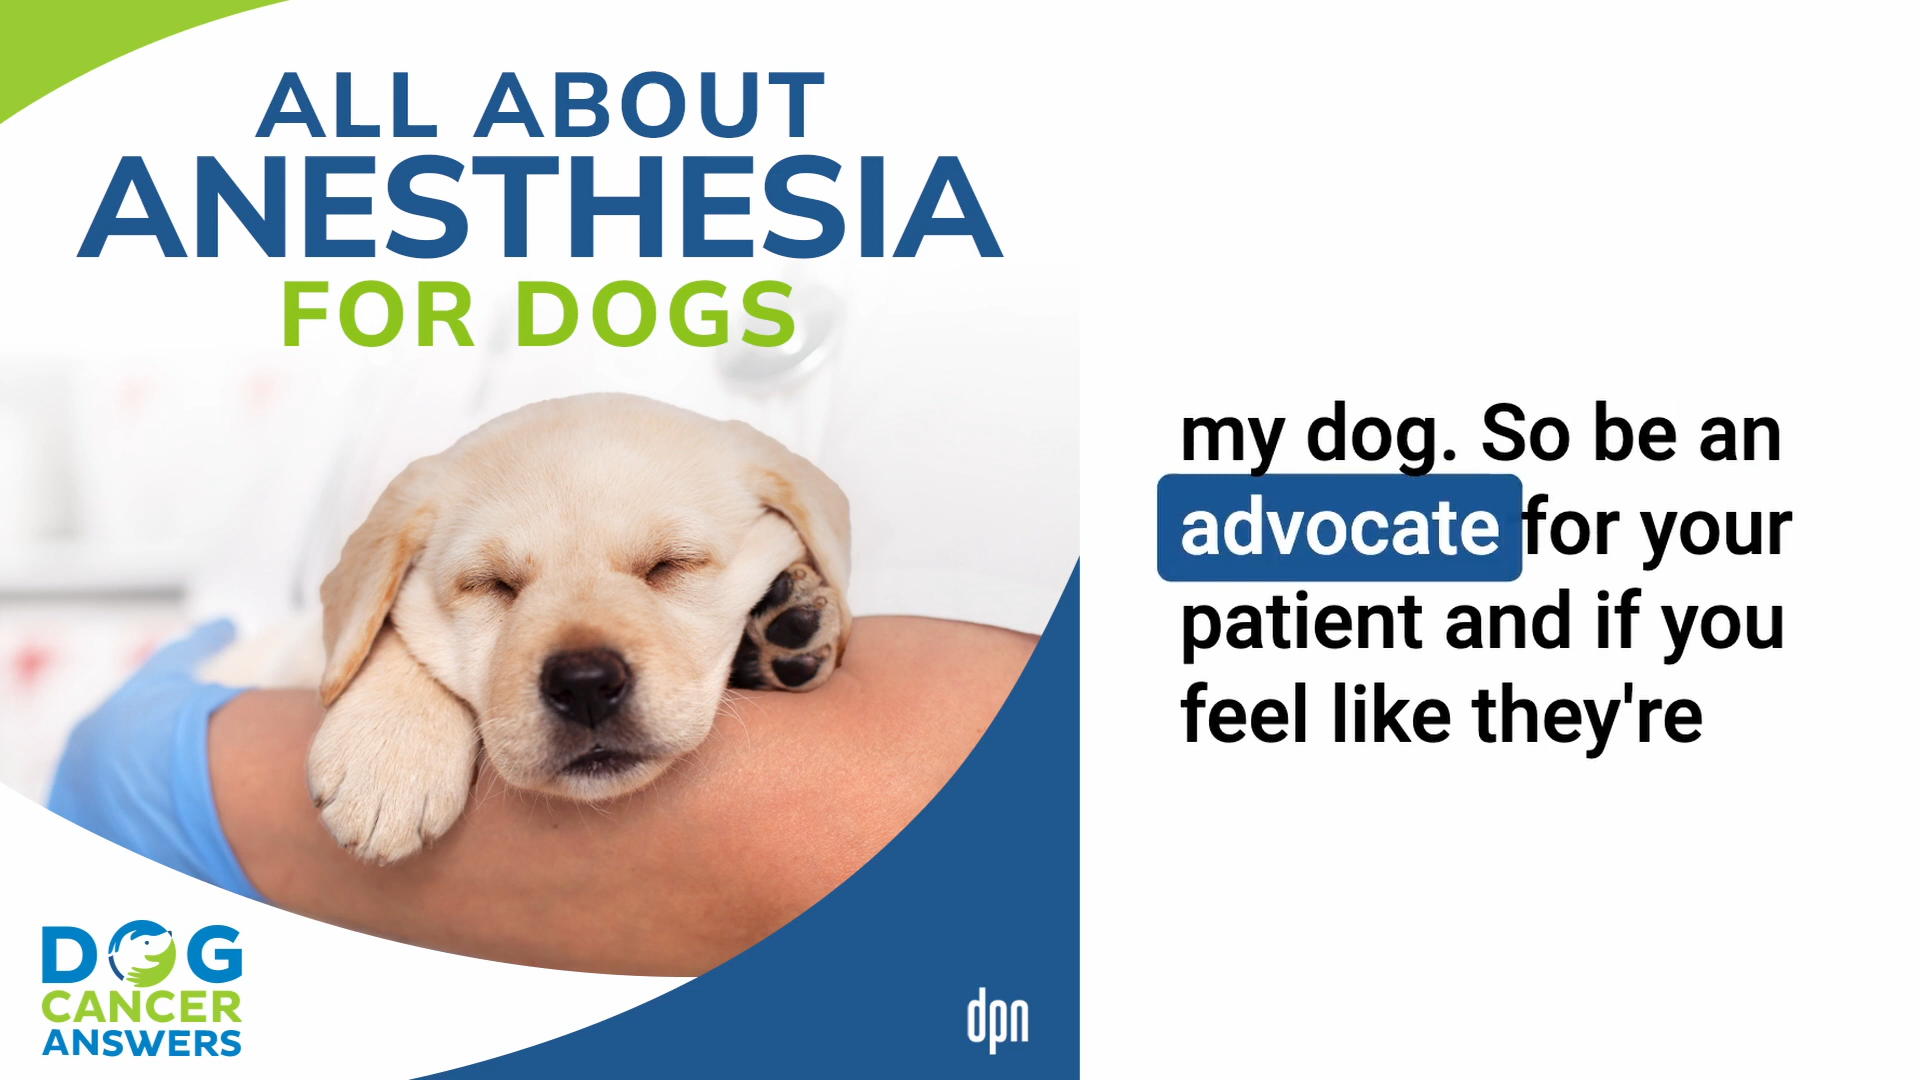 ALL ABOUT
ANESTHESIA
FOR DOGS
my dog. So be an
advocate for your
patient and if you
feel like they're
DOG
CANCER
ANSWERS
dpn